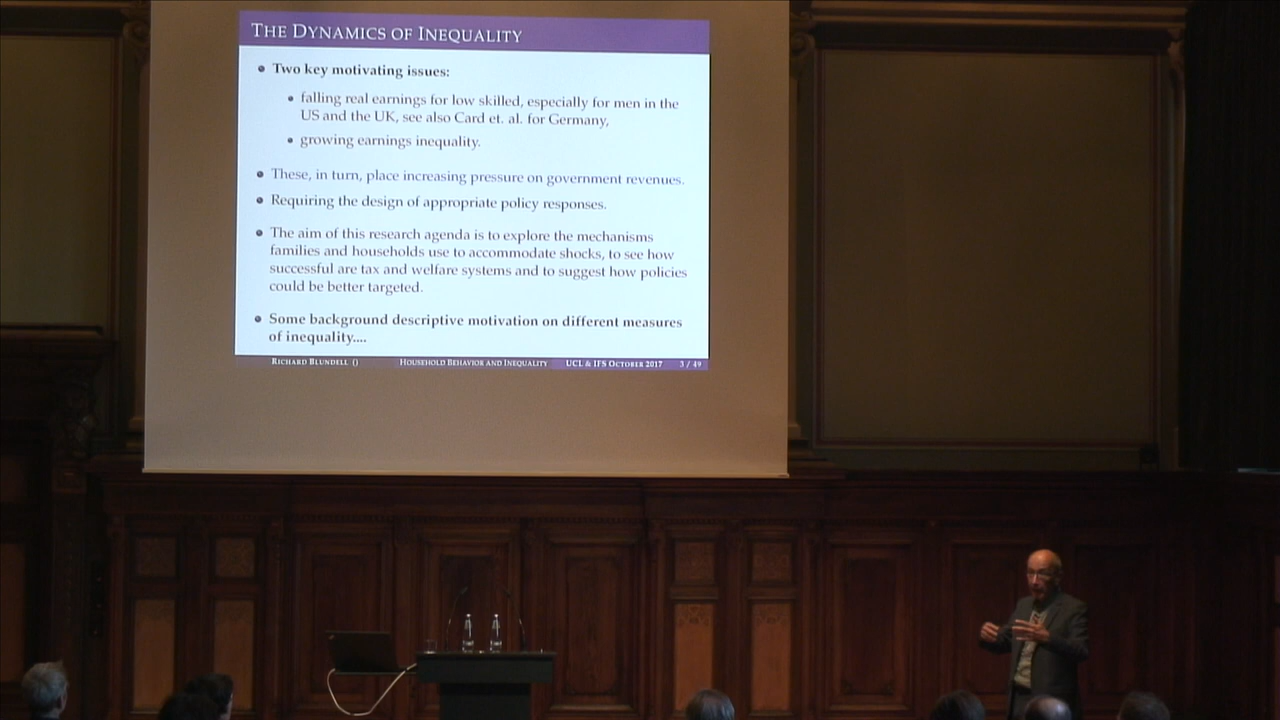 THE DYNAMICS OF INEQUALITY
Two key motivating issues:
falling real earnings for low skilled, especially for men in the
US and the UK, see also Card et. al. for Germany,
growing earnings inequality.
These, in turn, place increasing pressure on government revenues.
Requiring the design of appropriate policy responses.
The aim of this research agenda is to explore the mechanisms
families and households use to accommodate shocks, to see how
successful are tax and welfare systems and to suggest how policies
could be better targeted.
Some background descriptive motivation on different measures
of inequality....
RICHARD BLUNDELL () HOUSEHOLD BEHAVIOR AND INEQUALITY UCL & IFS OCTOBER 2017 3 / 49